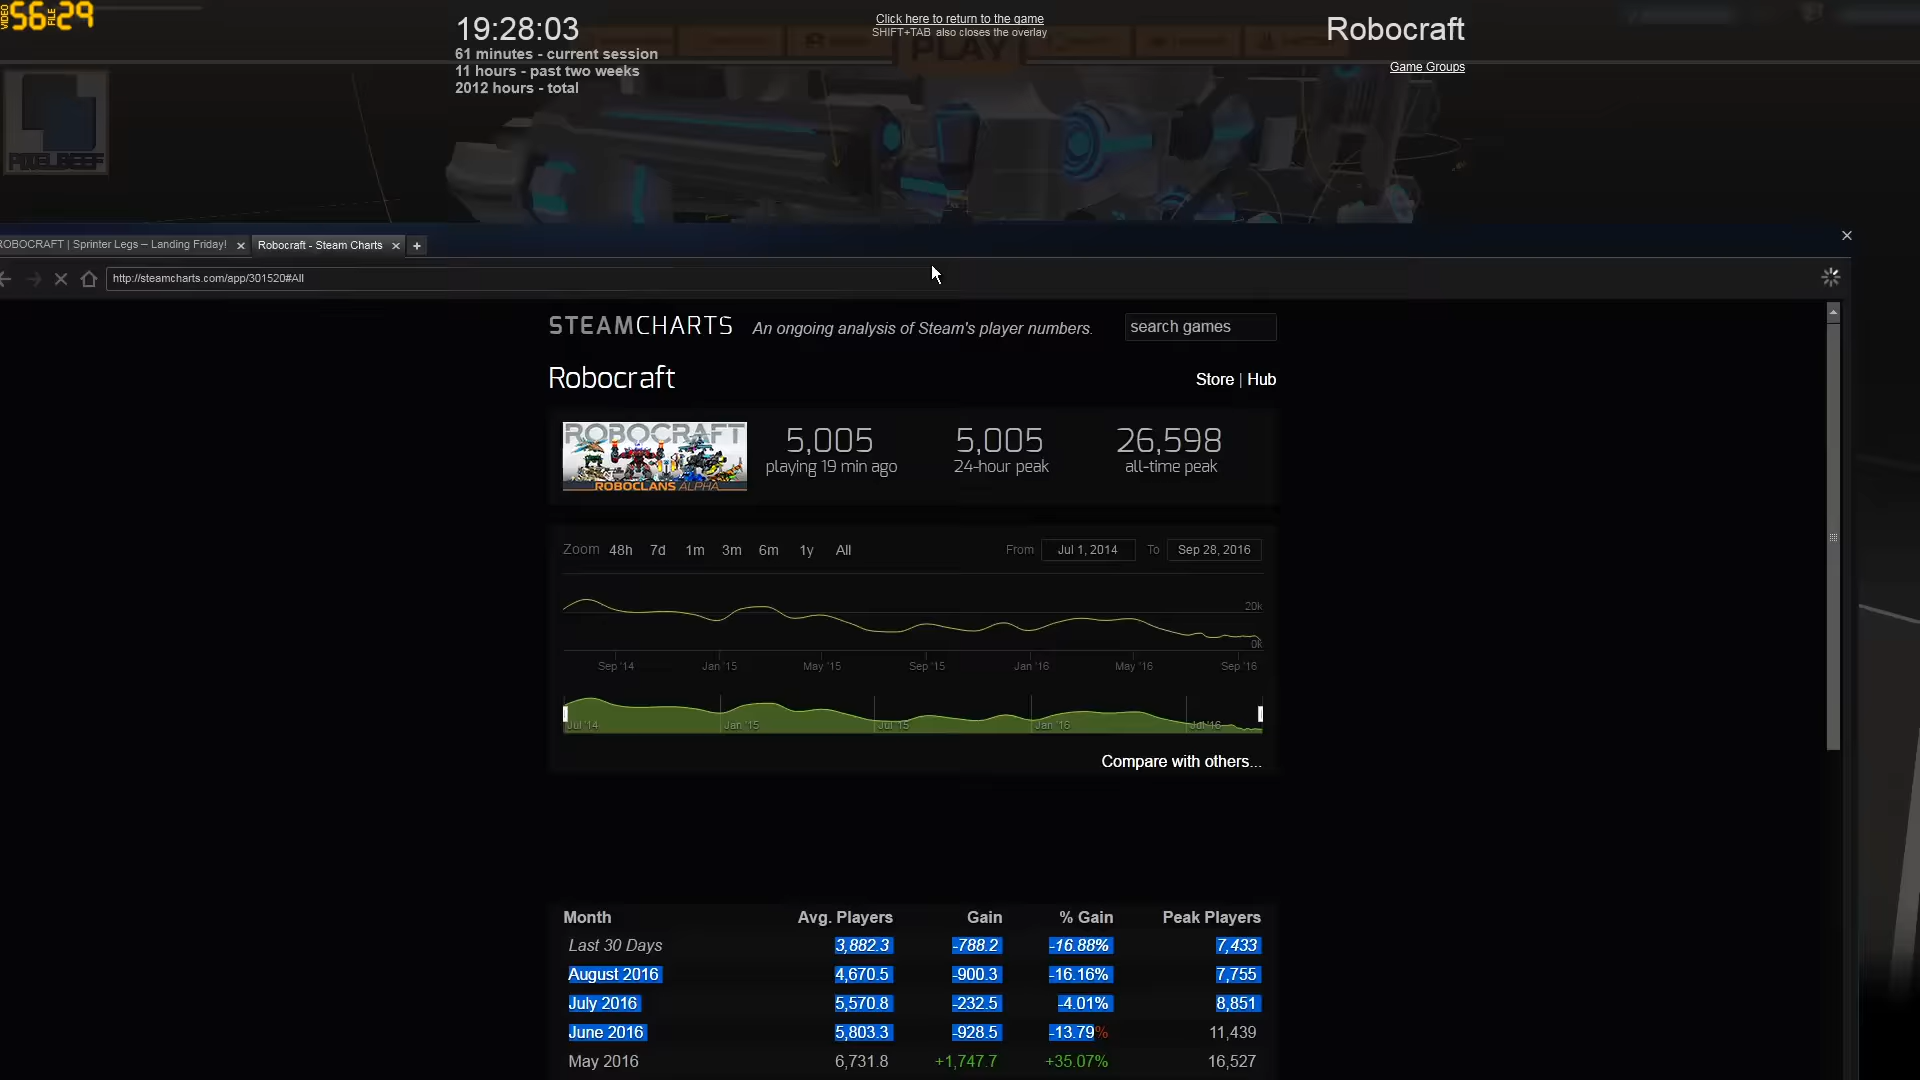 VIDEO 56:29 FILE
19:28:03
61 minutes - current session
11 hours - past two weeks
2012 hours - total
Click here to return to the game
SHIFT+TAB also closes the overlay
PLAY
Robocraft
Game Groups
PIXELBEEF
ROBOCRAFT | Sprinter Legs – Landing Friday!
Robocraft - Steam Charts
http://steamcharts.com/app/301520#All
STEAMCHARTS An ongoing analysis of Steam's player numbers. search games
Robocraft
Store | Hub
ROBOCRAFT
ROBOCLANS ALPHA
5,005 5,005 26,598
playing 19 min ago 24-hour peak all-time peak
Zoom 48h 7d 1m 3m 6m 1y All From Jul 1, 2014 To Sep 28, 2016
20k
0k
Sep '14 Jan '15 May '15 Sep '15 Jan '16 May '16 Sep '16
Jul '14 Jan '15 Jul '15 Jan '16 Jul '16
Compare with others...
Month Avg. Players Gain % Gain Peak Players
Last 30 Days 3,882.3 -788.2 -16.88% 7,433
August 2016 4,670.5 -900.3 -16.16% 7,755
July 2016 5,570.8 -232.5 -4.01% 8,851
June 2016 5,803.3 -928.5 -13.79% 11,439
May 2016 6,731.8 +1,747.7 +35.07% 16,527